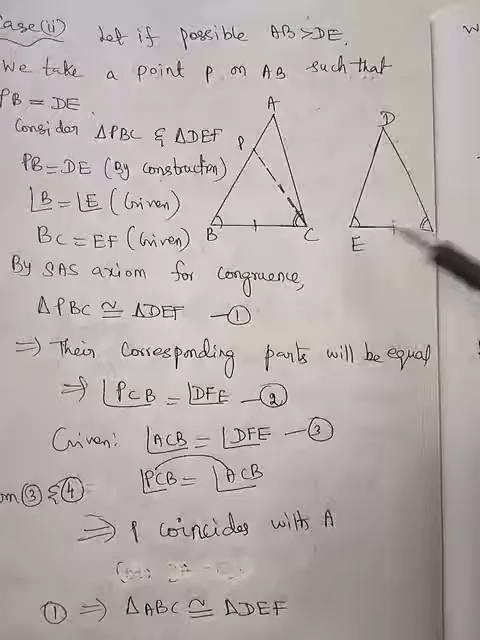 Case(ii) Let if possible AB>DE.
We take a point P on AB such that
PB = DE
Consider ΔPBC & ΔDEF
PB=DE (By construction)
∠B = ∠E (Given)
BC = EF (Given)
A
P
B
C
D
E
By SAS axiom for congruence,
ΔPBC ≅ ΔDEF —①
⇒ Their corresponding parts will be equal
⇒ ∠PCB = ∠DFE —②
Given: ∠ACB = ∠DFE —③
∠PCB = ∠ACB
③ & ④
⇒ P coincides with A
① ⇒ ΔABC ≅ ΔDEF